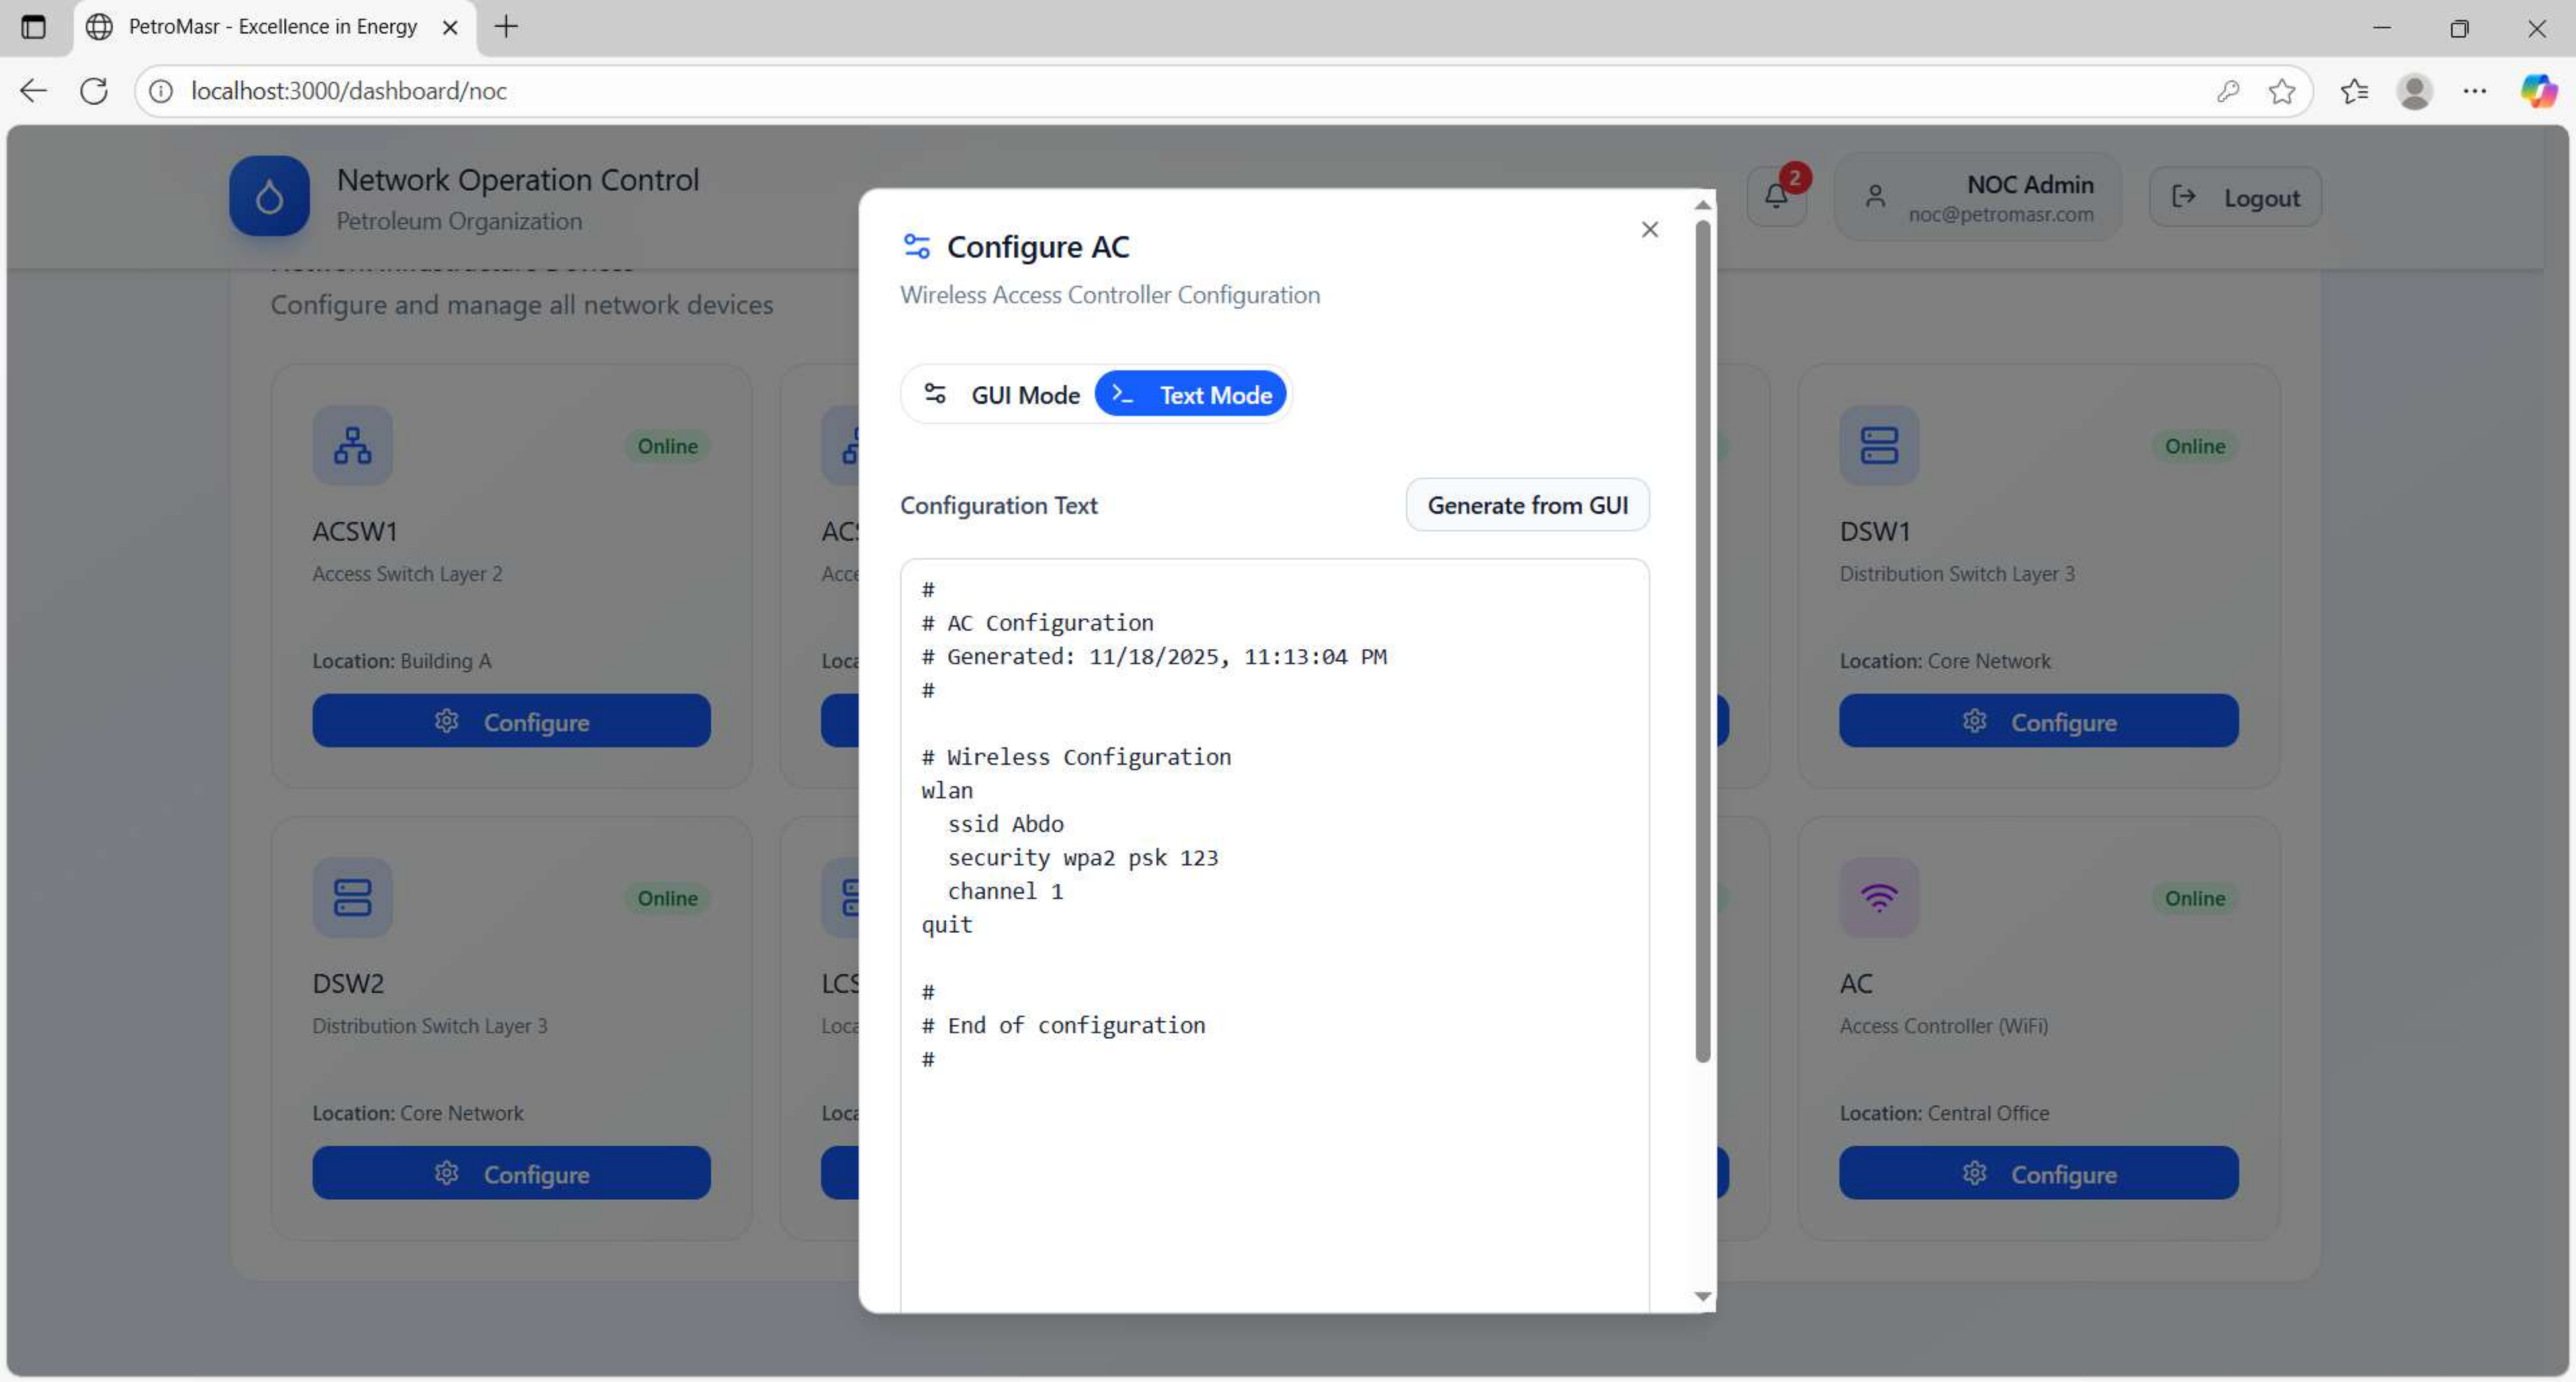 PetroMasr - Excellence in Energy
localhost:3000/dashboard/noc
Network Operation Control
Petroleum Organization
2
NOC Admin
noc@petromasr.com
Logout
Configure and manage all network devices
Online
ACSW1
Access Switch Layer 2
Location: Building A
Configure
Online
DSW1
Distribution Switch Layer 3
Location: Core Network
Configure
Online
DSW2
Distribution Switch Layer 3
Location: Core Network
Configure
Online
AC
Access Controller (WiFi)
Location: Central Office
Configure
Configure AC
Wireless Access Controller Configuration
GUI Mode
Text Mode
Configuration Text
Generate from GUI
#
# AC Configuration
# Generated: 11/18/2025, 11:13:04 PM
#
# Wireless Configuration
wlan
ssid Abdo
security wpa2 psk 123
channel 1
quit
#
# End of configuration
#